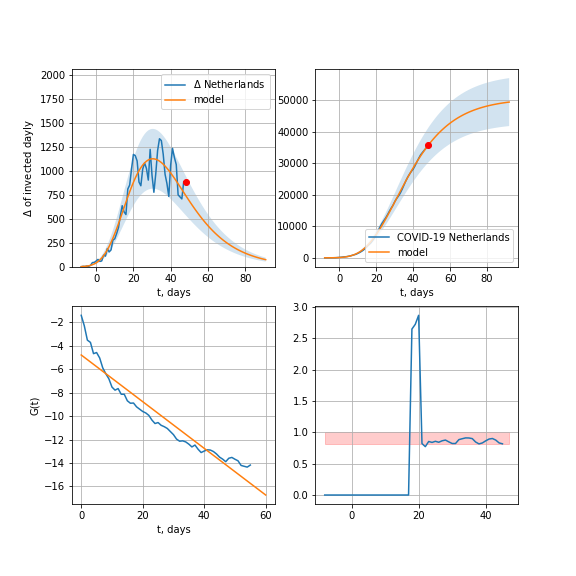 2000
1750
1500
1250
1000
750
500
250
0
Δ of invected dayly
Δ Netherlands
model
0 20 40 60 80
t, days
50000
40000
30000
20000
10000
0
COVID-19 Netherlands
model
0 20 40 60 80
t, days
−2
−4
−6
−8
−10
−12
−14
−16
G(t)
0 20 40 60
t, days
3.0
2.5
2.0
1.5
1.0
0.5
0.0
0 20 40